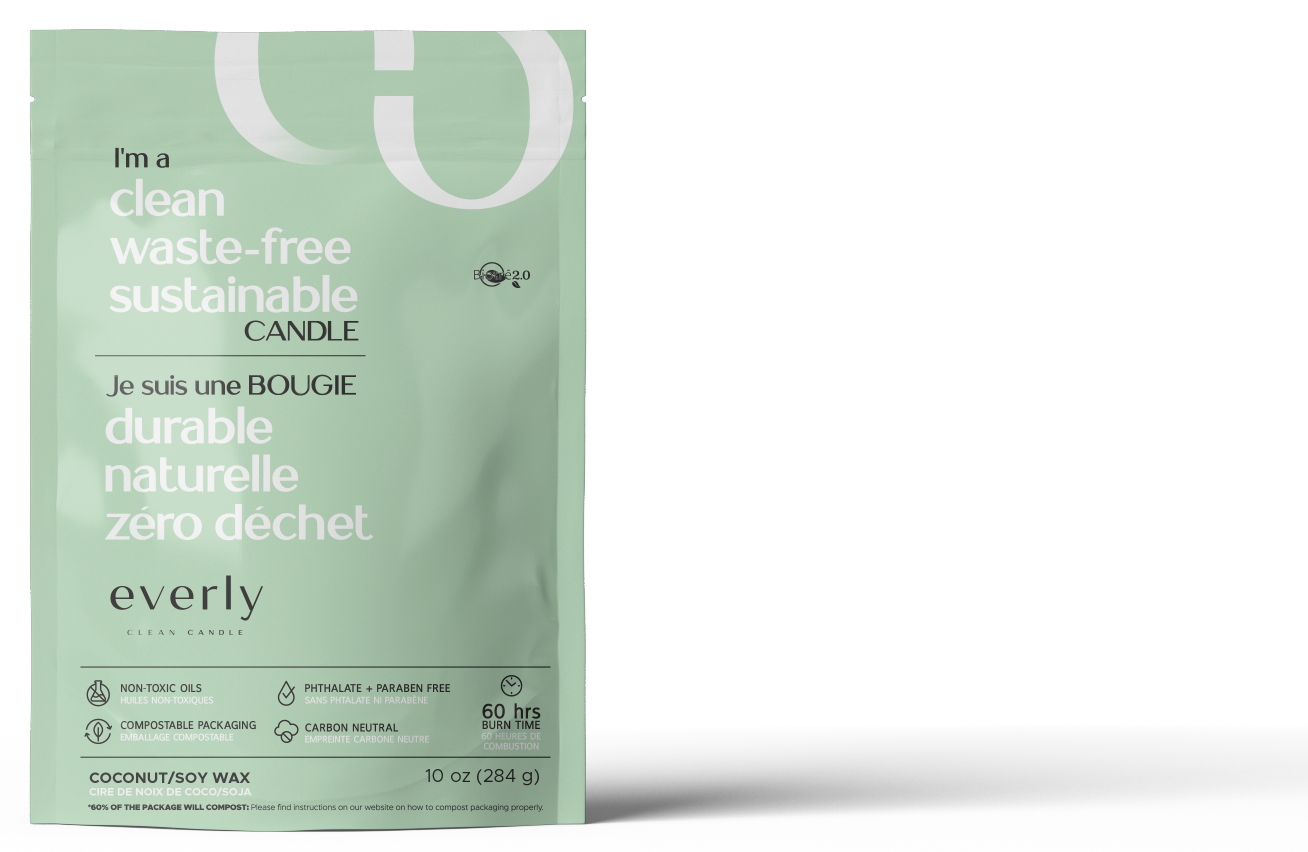 I'm a
clean
waste-free
sustainable
CANDLE
2.0
Je suis une BOUGIE
durable
naturelle
zéro déchet
everly
CLEAN CANDLE
NON-TOXIC OILS
HUILES NON-TOXIQUES
PHTHALATE + PARABEN FREE
SANS PHTALATE NI PARABÈNE
COMPOSTABLE PACKAGING
EMBALLAGE COMPOSTABLE
CARBON NEUTRAL
EMPREINTE CARBONE NEUTRE
60 hrs
BURN TIME
60 HEURES DE
COMBUSTION
COCONUT/SOY WAX
CIRE DE NOIX DE COCO/SOJA
10 oz (284 g)
*60% OF THE PACKAGE WILL COMPOST: Please find instructions on our website on how to compost packaging properly.